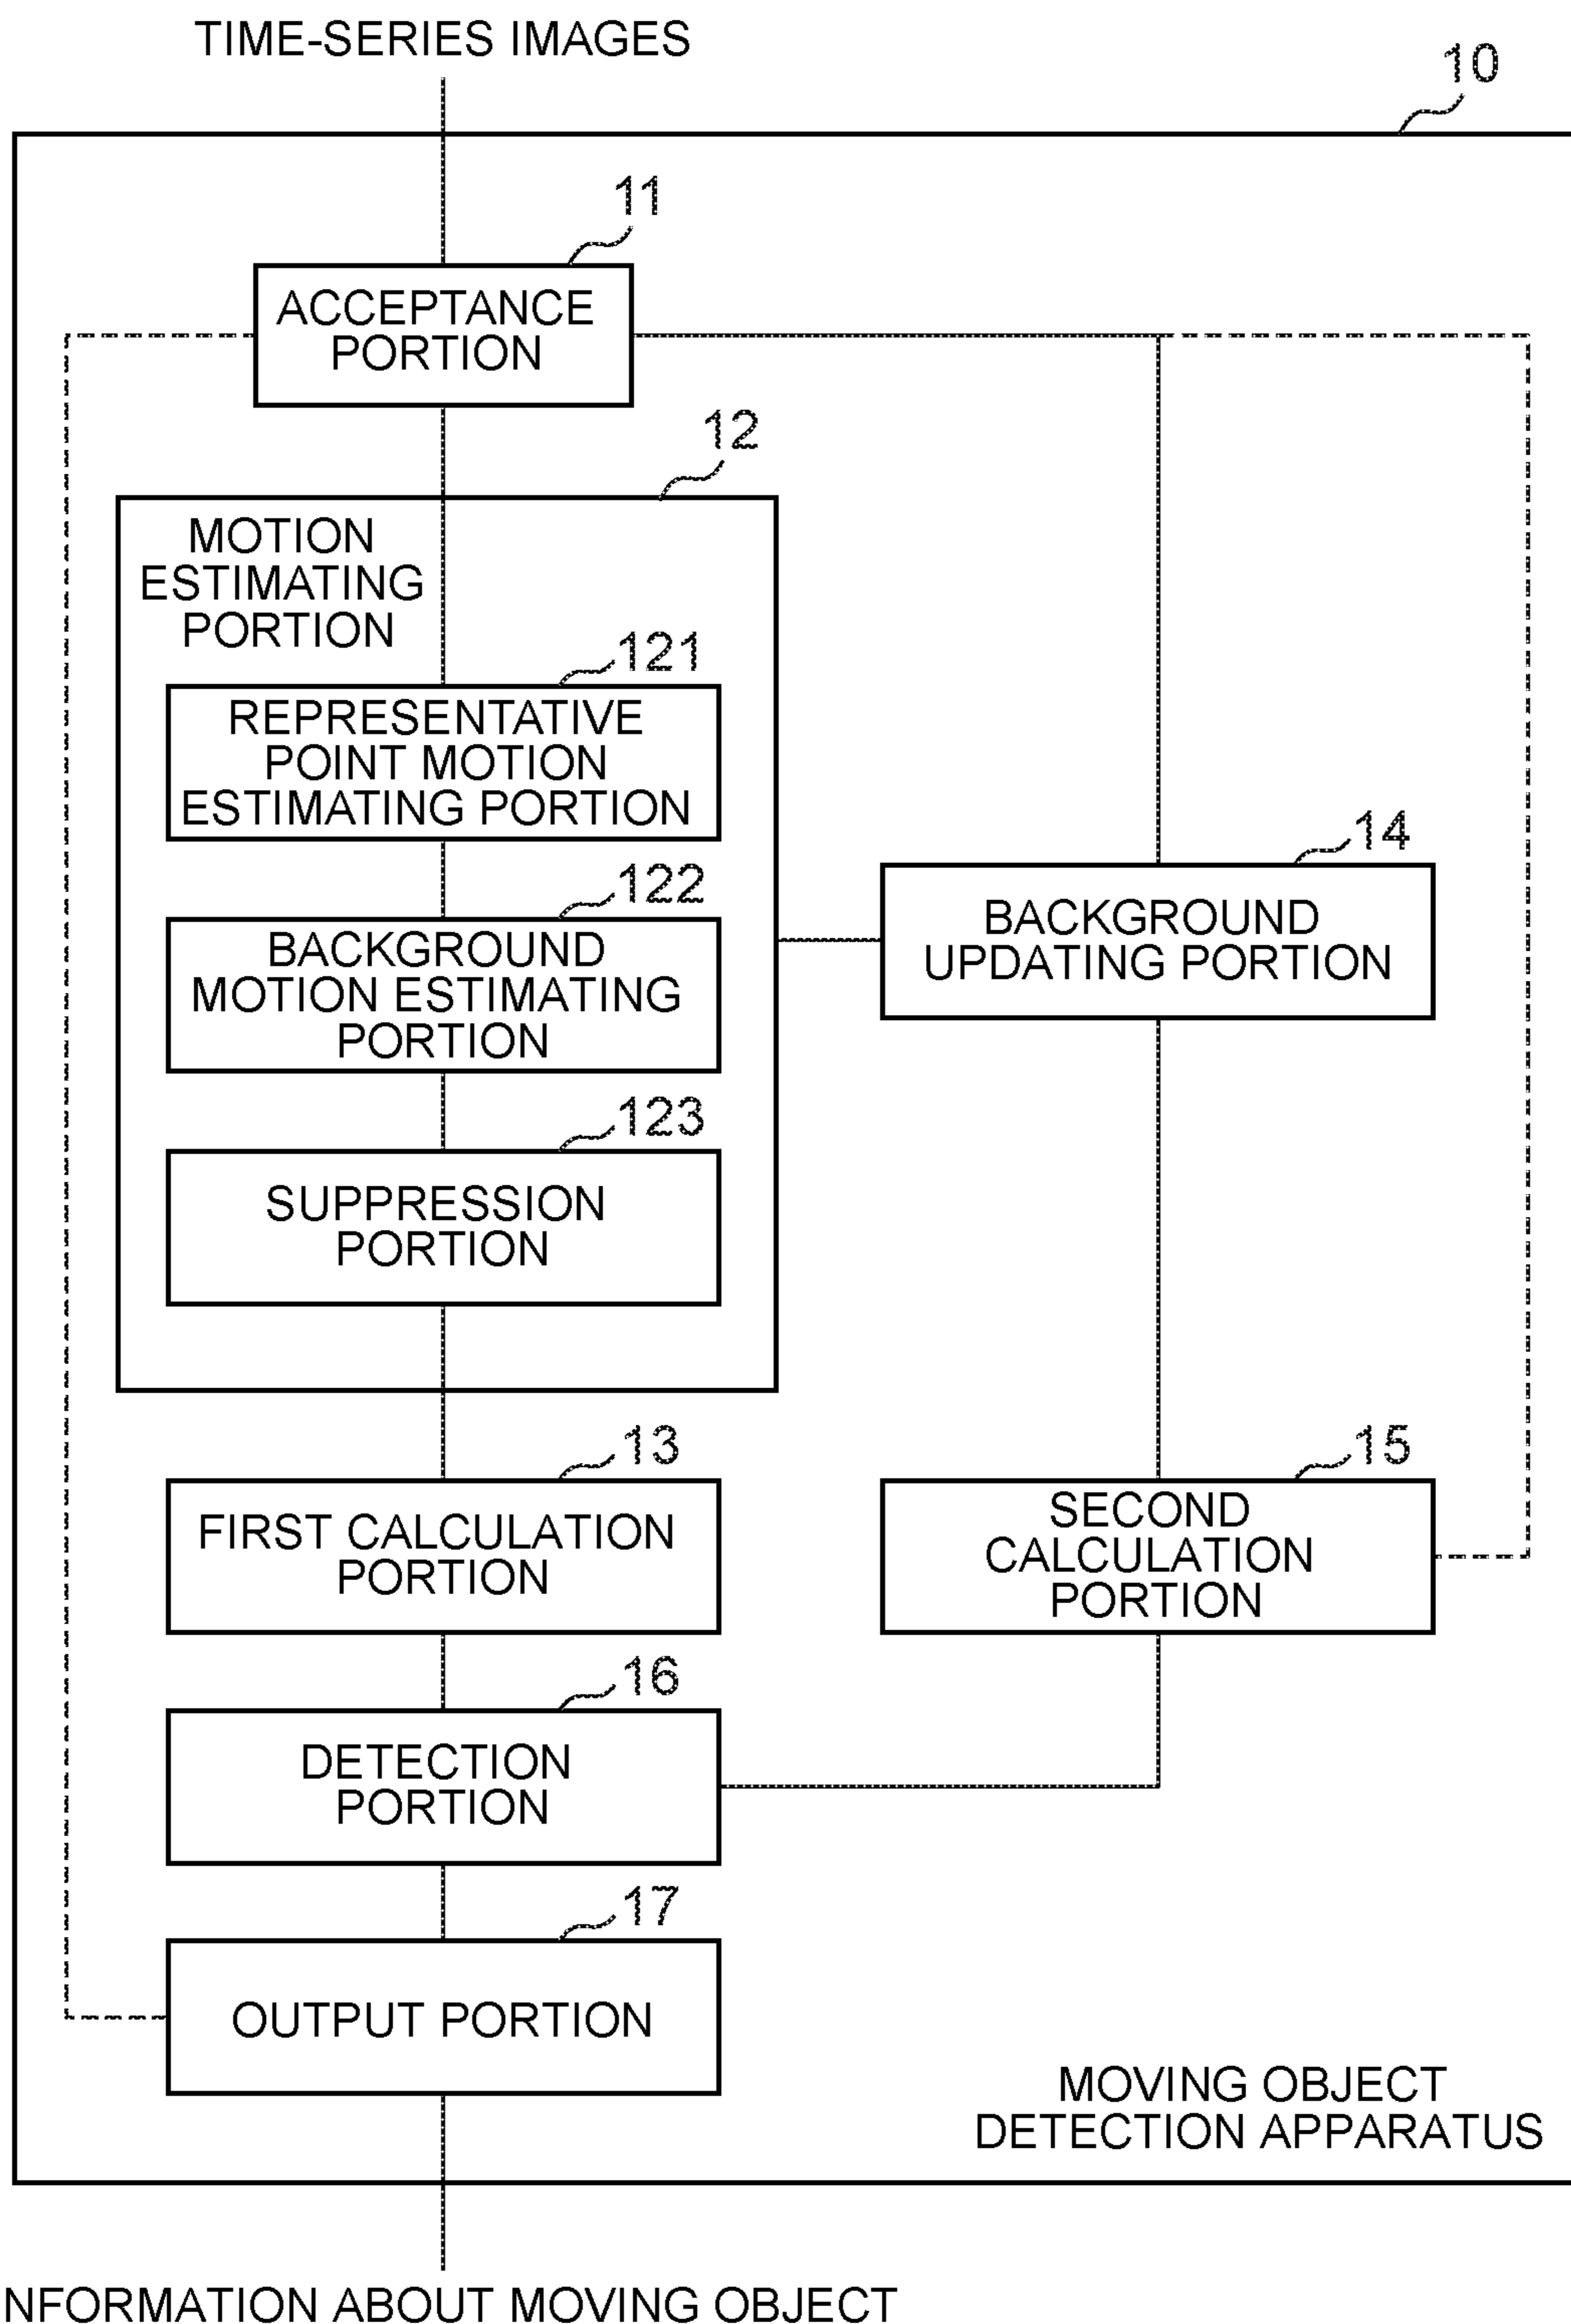 TIME-SERIES IMAGES
10
11
ACCEPTANCE
PORTION
12
MOTION
ESTIMATING
PORTION
121
REPRESENTATIVE
POINT MOTION
ESTIMATING PORTION
14
BACKGROUND
UPDATING PORTION
122
BACKGROUND
MOTION ESTIMATING
PORTION
123
SUPPRESSION
PORTION
13
FIRST CALCULATION
PORTION
15
SECOND
CALCULATION
PORTION
16
DETECTION
PORTION
17
OUTPUT PORTION
MOVING OBJECT
DETECTION APPARATUS
NFORMATION ABOUT MOVING OBJECT